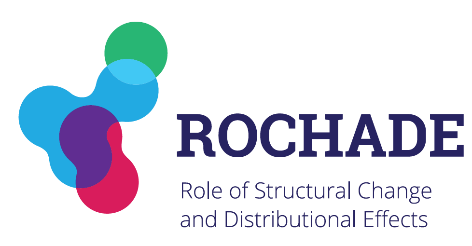 ROCHADE
Role of Structural Change
and Distributional Effects